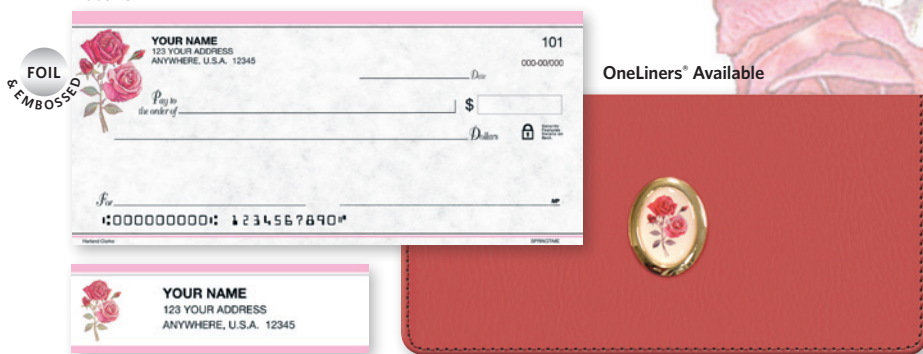 YOUR NAME
123 YOUR ADDRESS
ANYWHERE, U.S.A. 12345
101
000-00/000
FOIL
& EMBOSSED
Date
Pay to
the order of
$
Dollars
For
MP
⑆000000000⑆ 1234567890⑈
Harland Clarke
SPRINGTIME
OneLiners® Available
YOUR NAME
123 YOUR ADDRESS
ANYWHERE, U.S.A. 12345